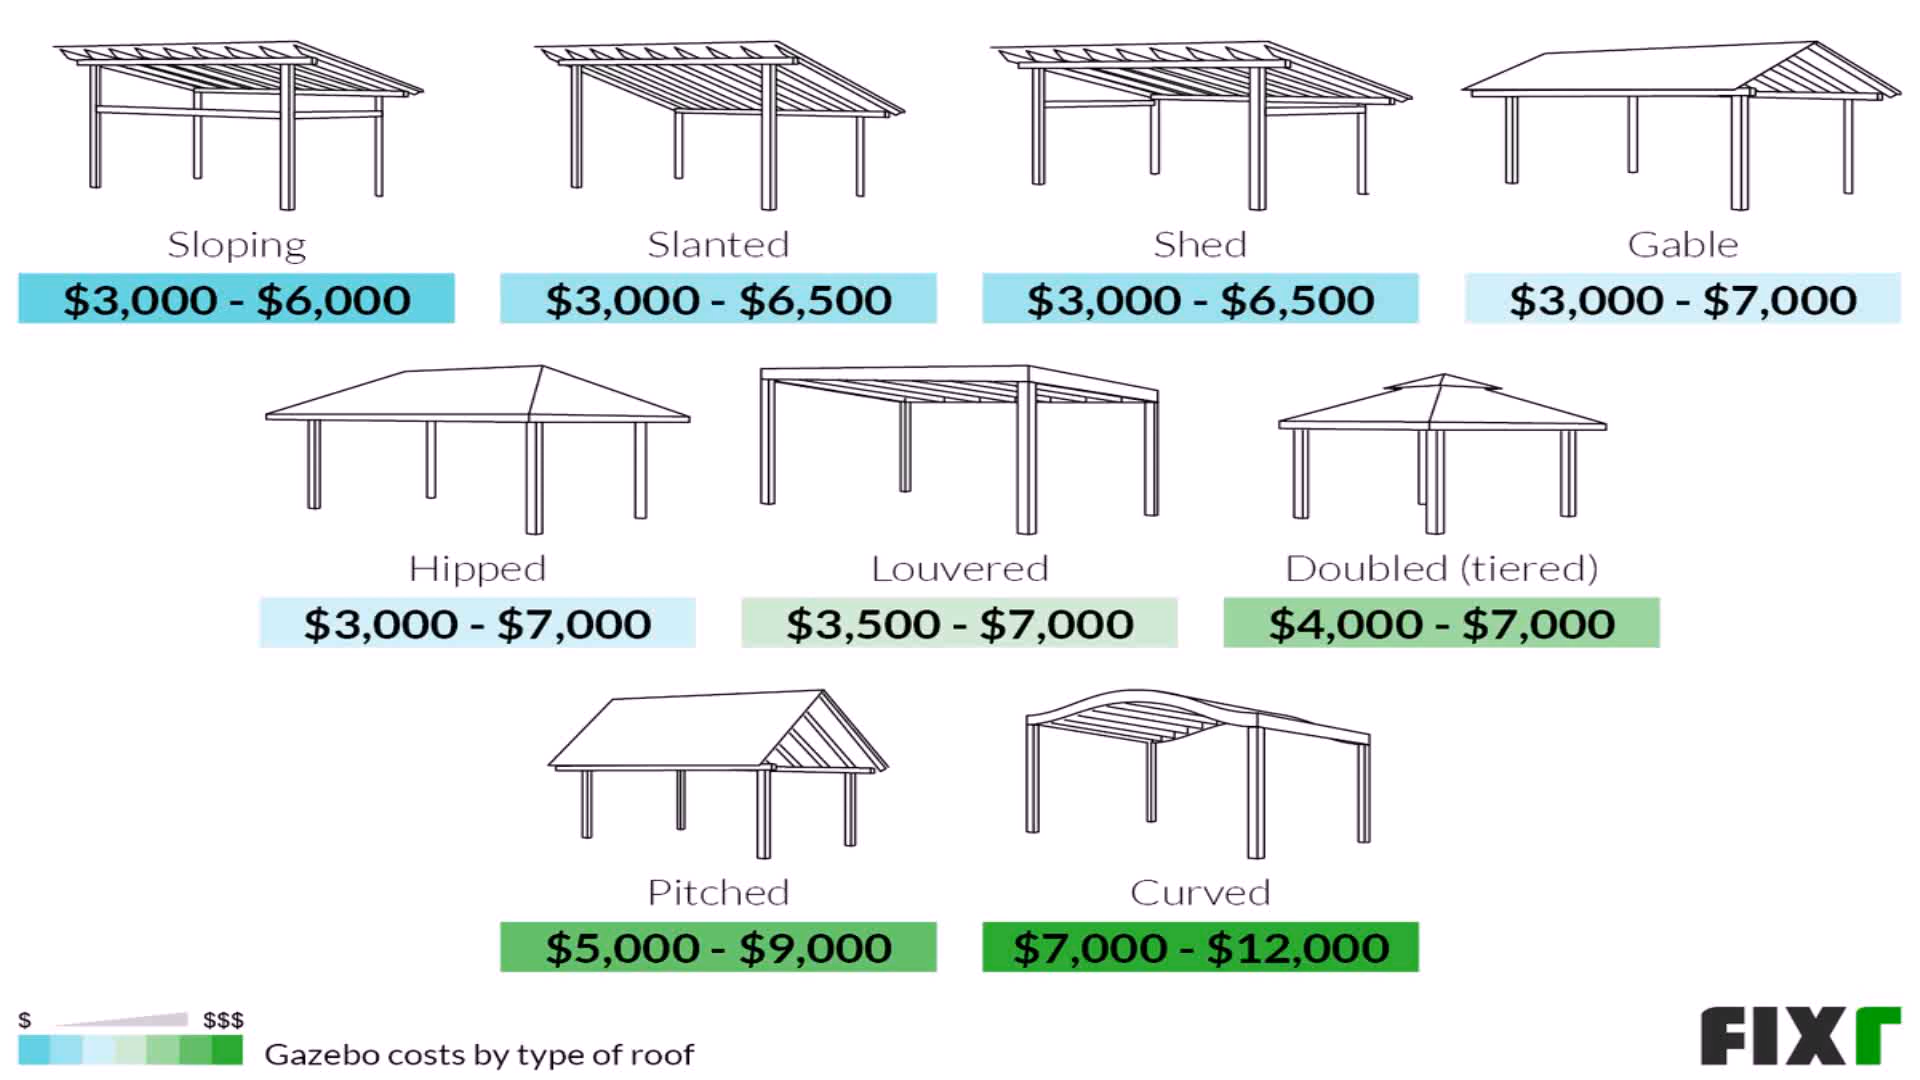 Sloping
$3,000 - $6,000
Slanted
$3,000 - $6,500
Shed
$3,000 - $6,500
Gable
$3,000 - $7,000
Hipped
$3,000 - $7,000
Louvered
$3,500 - $7,000
Doubled (tiered)
$4,000 - $7,000
Pitched
$5,000 - $9,000
Curved
$7,000 - $12,000
$ $$$
Gazebo costs by type of roof
FIXr